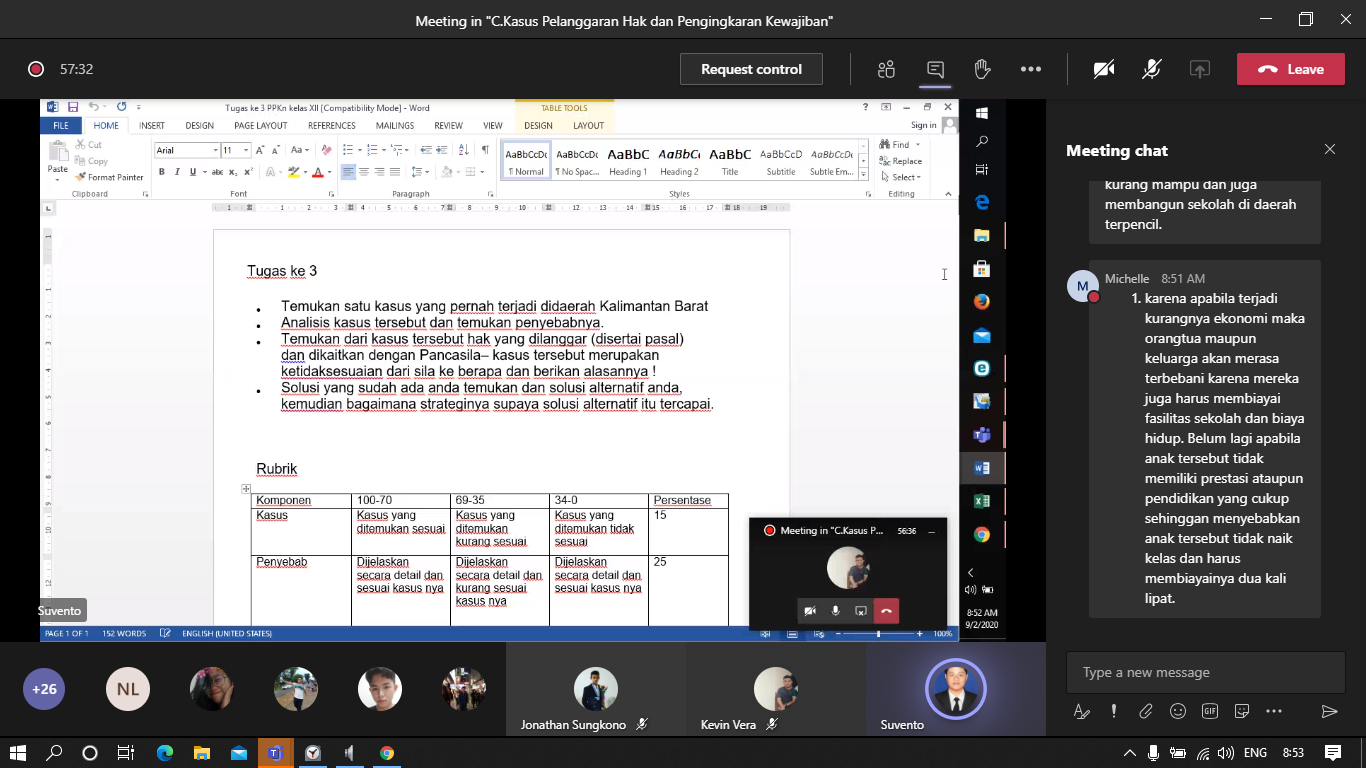 Meeting in "C.Kasus Pelanggaran Hak dan Pengingkaran Kewajiban"
57:32
Request control
Leave
Tugas ke 3 PPKn kelas XII [Compatibility Mode] - Word
TABLE TOOLS
FILE HOME INSERT DESIGN PAGE LAYOUT REFERENCES MAILINGS REVIEW VIEW DESIGN LAYOUT
Sign in
Paste
Cut
Copy
Format Painter
Clipboard
Arial 11
Font
Paragraph
AaBbCcDc AaBbCcDc AaBbC AaBbCc AaBbC AaBbCcD AaBbCcDc
¶ Normal ¶ No Spac... Heading 1 Heading 2 Title Subtitle Subtle Em...
Styles
Find
Replace
Select
Editing
Tugas ke 3
Temukan satu kasus yang pernah terjadi didaerah Kalimantan Barat
Analisis kasus tersebut dan temukan penyebabnya.
Temukan dari kasus tersebut hak yang dilanggar (disertai pasal)
dan dikaitkan dengan Pancasila– kasus tersebut merupakan
ketidaksesuaian dari sila ke berapa dan berikan alasannya !
Solusi yang sudah ada anda temukan dan solusi alternatif anda,
kemudian bagaimana strateginya supaya solusi alternatif itu tercapai.
Rubrik
Komponen 100-70 69-35 34-0 Persentase
Kasus Kasus yang Kasus yang Kasus yang 15
ditemukan sesuai ditemukan ditemukan tidak
kurang sesuai sesuai
Penyebab Dijelaskan Dijelaskan Dijelaskan 25
secara detail dan secara detail dan secara detail dan
sesuai kasus nya kurang sesuai sesuai kasus nya
kasus nya
Meeting in "C.Kasus P...
56:36
Suvento
PAGE 1 OF 1 152 WORDS ENGLISH (UNITED STATES)
100%
8:52 AM
9/2/2020
Meeting chat
kurang mampu dan juga
membangun sekolah di daerah
terpencil.
M
Michelle 8:51 AM
1. karena apabila terjadi
kurangnya ekonomi maka
orangtua maupun
keluarga akan merasa
terbebani karena mereka
juga harus membiayai
fasilitas sekolah dan biaya
hidup. Belum lagi apabila
anak tersebut tidak
memiliki prestasi ataupun
pendidikan yang cukup
sehinggan menyebabkan
anak tersebut tidak naik
kelas dan harus
membiayainya dua kali
lipat.
Type a new message
GIF
+26
NL
Jonathan Sungkono
Kevin Vera
Suvento
ENG
8:53